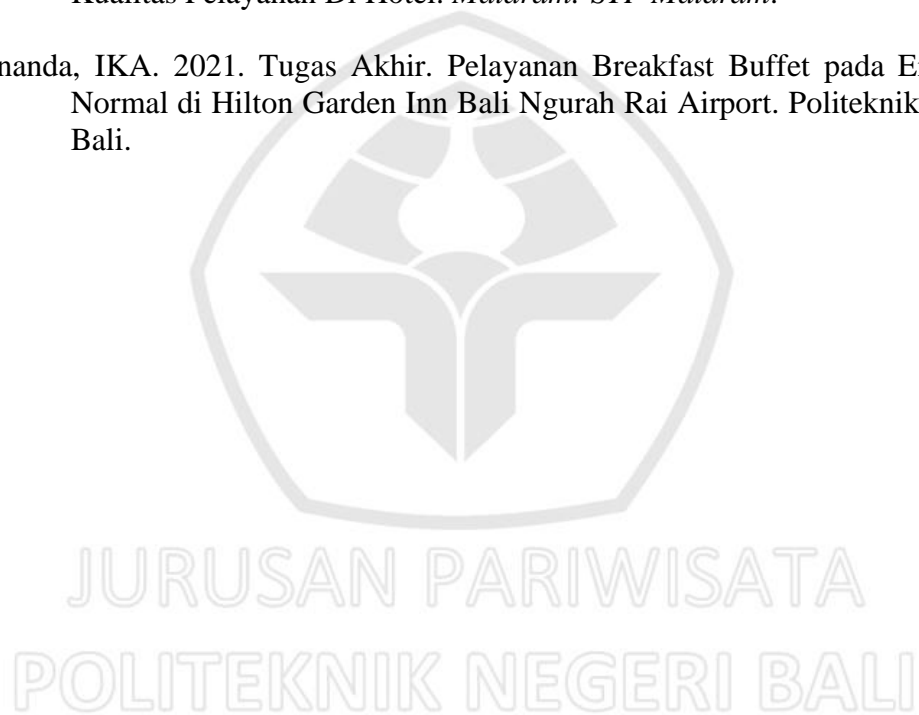 Kualitas Pelayanan Di Hotel. Mataram: STP Mataram.
nanda, IKA. 2021. Tugas Akhir. Pelayanan Breakfast Buffet pada E
Normal di Hilton Garden Inn Bali Ngurah Rai Airport. Politeknik
Bali.
JURUSAN PARIWISATA
POLITEKNIK NEGERI BALI